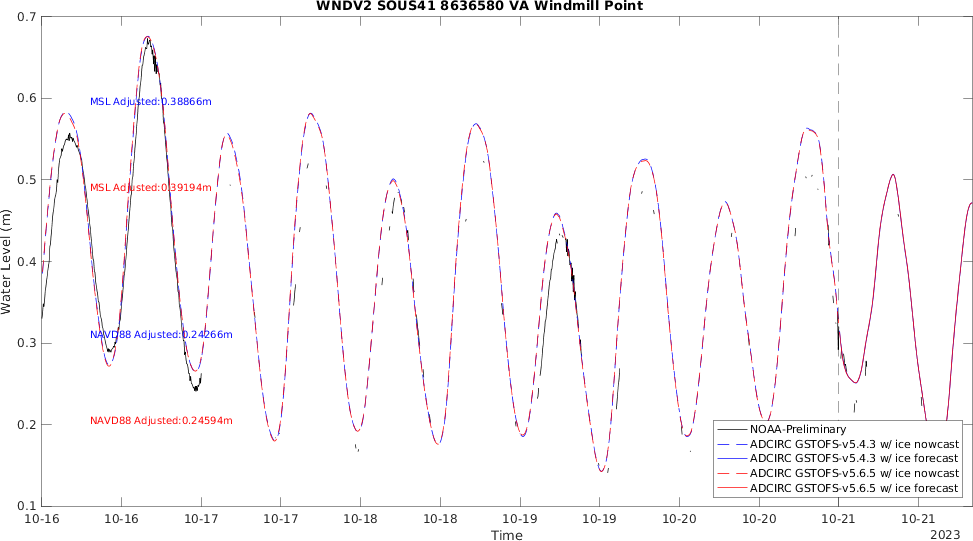 WNDV2 SOUS41 8636580 VA Windmill Point
0.7
0.6
0.5
0.4
0.3
0.2
0.1
Water Level (m)
MSL Adjusted:0.38866m
MSL Adjusted:0.39194m
NAVD88 Adjusted:0.24266m
NAVD88 Adjusted:0.24594m
NOAA-Preliminary
ADCIRC GSTOFS-v5.4.3 w/ ice nowcast
ADCIRC GSTOFS-v5.4.3 w/ ice forecast
ADCIRC GSTOFS-v5.6.5 w/ ice nowcast
ADCIRC GSTOFS-v5.6.5 w/ ice forecast
10-16 10-16 10-17 10-17 10-18 10-18 10-19 10-19 10-20 10-20 10-21 10-21
Time
2023